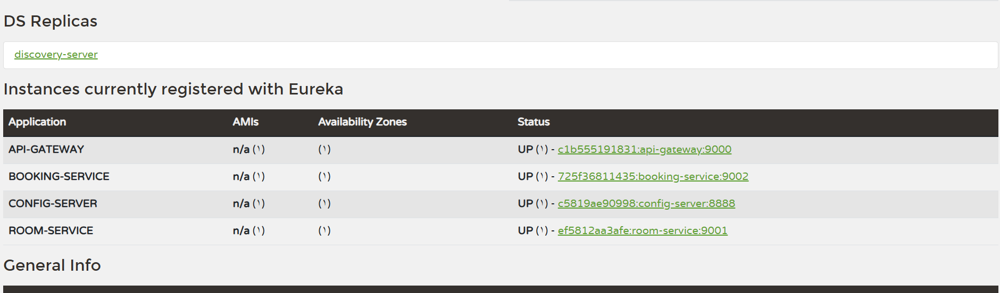 DS Replicas
discovery-server
Instances currently registered with Eureka
Application AMIs Availability Zones Status
API-GATEWAY n/a (١) (١) UP (١) - c1b555191831:api-gateway:9000
BOOKING-SERVICE n/a (١) (١) UP (١) - 725f36811435:booking-service:9002
CONFIG-SERVER n/a (١) (١) UP (١) - c5819ae90998:config-server:8888
ROOM-SERVICE n/a (١) (١) UP (١) - ef5812aa3afe:room-service:9001
General Info